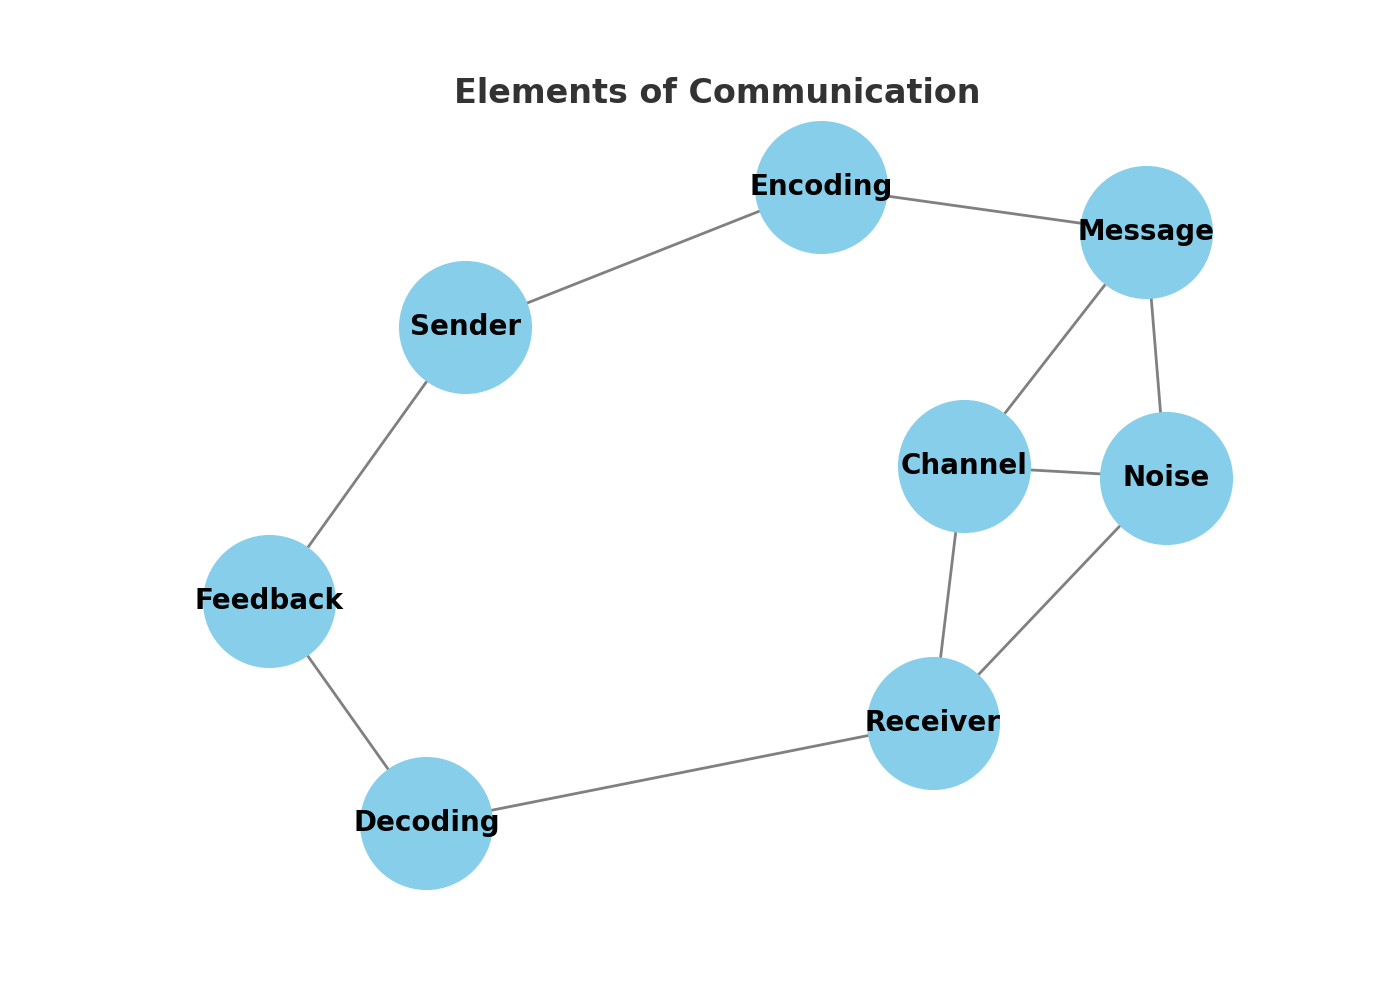 Elements of Communication
Encoding
Message
Sender
Channel
Noise
Feedback
Receiver
Decoding